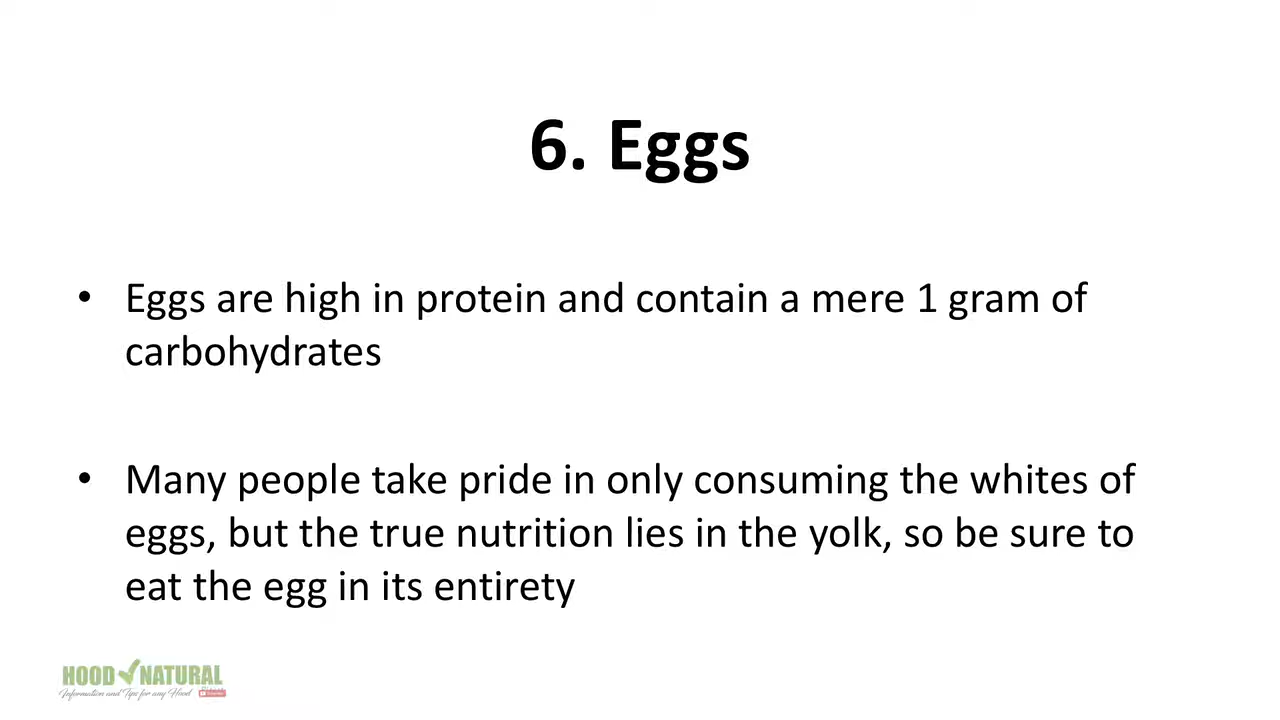 6. Eggs
• Eggs are high in protein and contain a mere 1 gram of
carbohydrates
• Many people take pride in only consuming the whites of
eggs, but the true nutrition lies in the yolk, so be sure to
eat the egg in its entirety
HOOD NATURAL
Information and Tips for any Hood